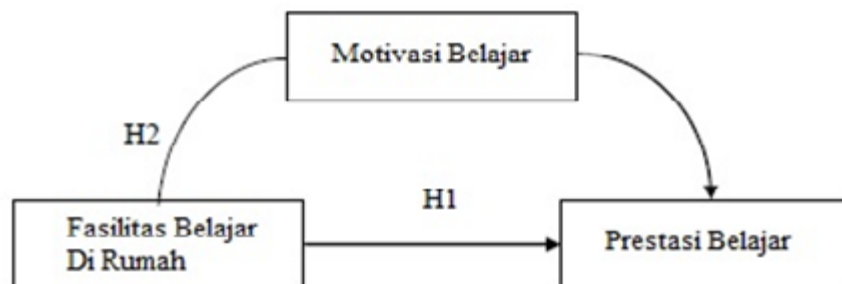 Motivasi Belajar
H2
H1
Fasilitas Belajar
Di Rumah
Prestasi Belajar